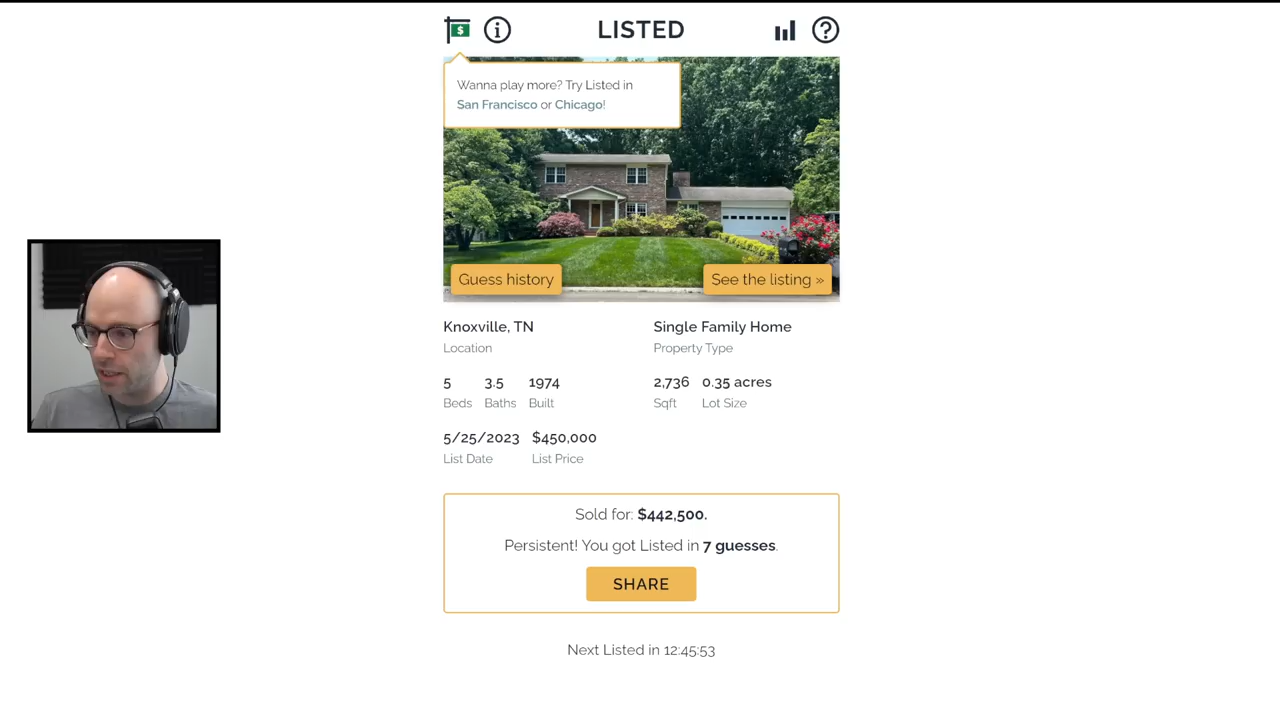 LISTED
Wanna play more? Try Listed in
San Francisco or Chicago!
Guess history
See the listing »
Knoxville, TN
Location
Single Family Home
Property Type
5 3.5 1974
Beds Baths Built
2,736 0.35 acres
Sqft Lot Size
5/25/2023 $450,000
List Date List Price
Sold for: $442,500.
Persistent! You got Listed in 7 guesses.
SHARE
Next Listed in 12:45:53